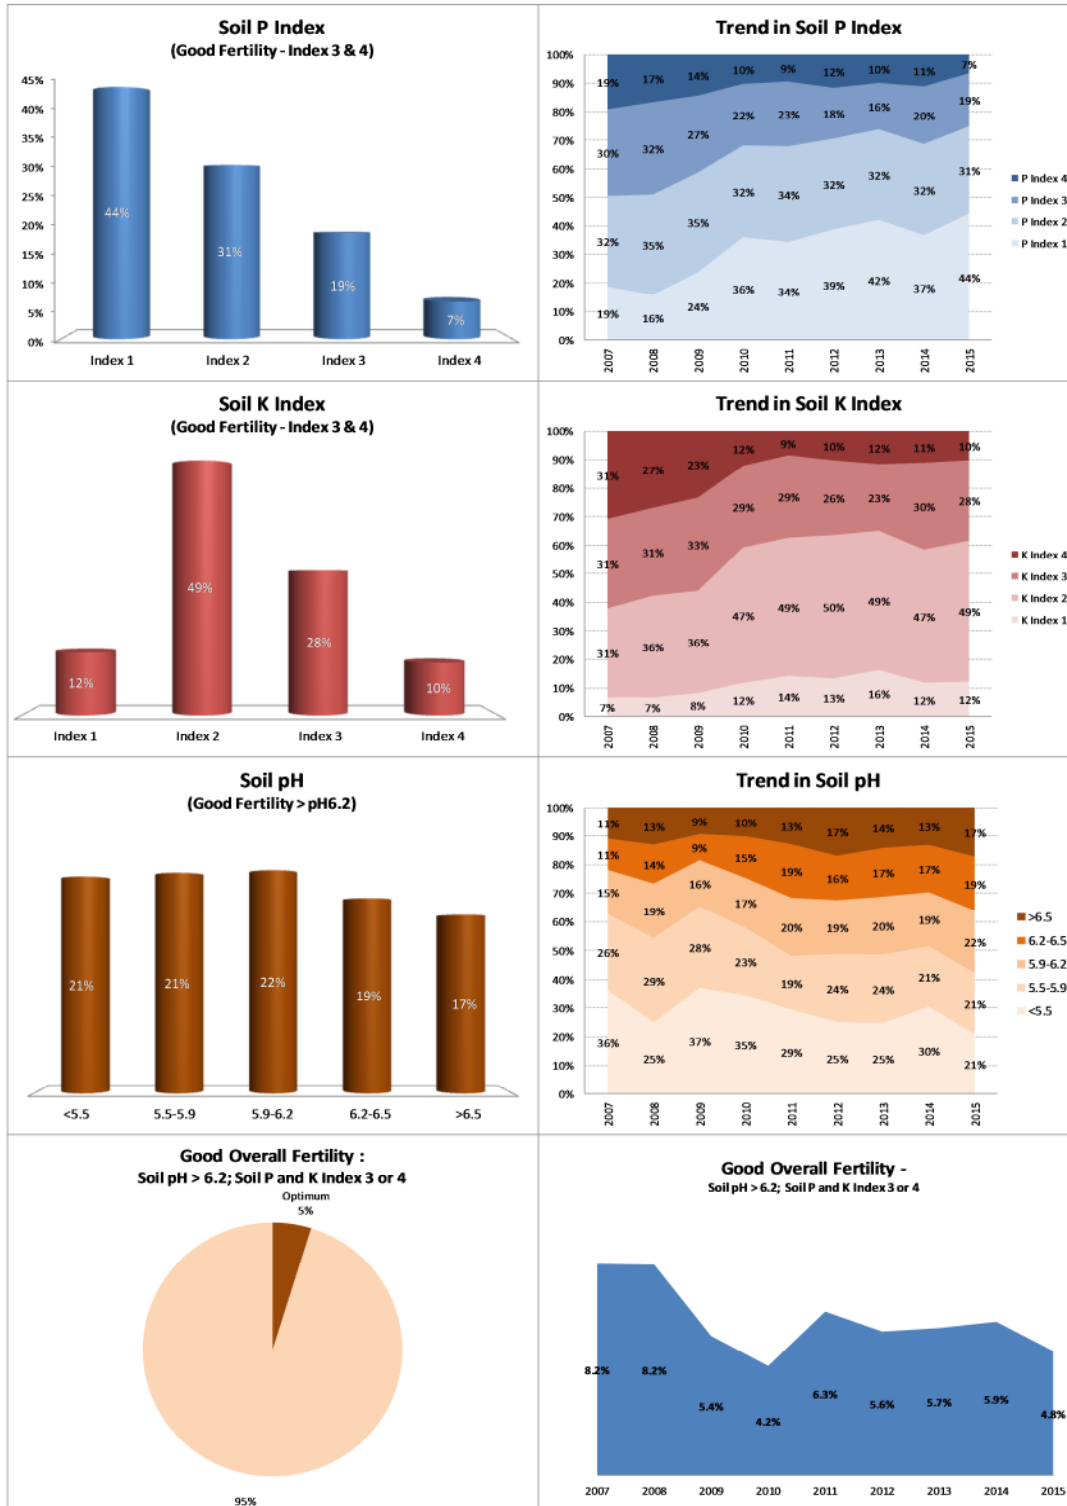 Soil P Index
(Good Fertility - Index 3 & 4)
45%
40%
35%
30%
25%
20%
15%
10%
5%
0%
44%
31%
19%
7%
Index 1 Index 2 Index 3 Index 4
Trend in Soil P Index
100%
90%
80%
70%
60%
50%
40%
30%
20%
10%
0%
19% 17% 14% 10% 9% 12% 10% 11% 7%
30% 32% 27% 22% 23% 18% 16% 20% 19%
32% 35% 35% 32% 34% 32% 32% 32% 31%
19% 16% 24% 36% 34% 39% 42% 37% 44%
2007 2008 2009 2010 2011 2012 2013 2014 2015
P Index 4
P Index 3
P Index 2
P Index 1
Soil K Index
(Good Fertility - Index 3 & 4)
12%
49%
28%
10%
Index 1 Index 2 Index 3 Index 4
Trend in Soil K Index
100%
90%
80%
70%
60%
50%
40%
30%
20%
10%
0%
31% 27% 23% 12% 9% 10% 12% 11% 10%
31% 31% 33% 29% 29% 26% 23% 30% 28%
31% 36% 36% 47% 49% 50% 49% 47% 49%
7% 7% 8% 12% 14% 13% 16% 12% 12%
2007 2008 2009 2010 2011 2012 2013 2014 2015
K Index 4
K Index 3
K Index 2
K Index 1
Soil pH
(Good Fertility > pH6.2)
21% 21% 22% 19% 17%
<5.5 5.5-5.9 5.9-6.2 6.2-6.5 >6.5
Trend in Soil pH
100%
90%
80%
70%
60%
50%
40%
30%
20%
10%
0%
11% 13% 9% 10% 13% 17% 14% 13% 17%
11% 14% 9% 15% 19% 16% 17% 17% 19%
15% 19% 16% 17% 20% 19% 20% 19% 22%
26% 29% 28% 23% 19% 24% 24% 21% 21%
36% 25% 37% 35% 29% 25% 25% 30% 21%
2007 2008 2009 2010 2011 2012 2013 2014 2015
>6.5
6.2-6.5
5.9-6.2
5.5-5.9
<5.5
Good Overall Fertility :
Soil pH > 6.2; Soil P and K Index 3 or 4
Optimum
5%
95%
Good Overall Fertility -
Soil pH > 6.2; Soil P and K Index 3 or 4
8.2% 8.2% 5.4% 4.2% 6.3% 5.6% 5.7% 5.9% 4.8%
2007 2008 2009 2010 2011 2012 2013 2014 2015